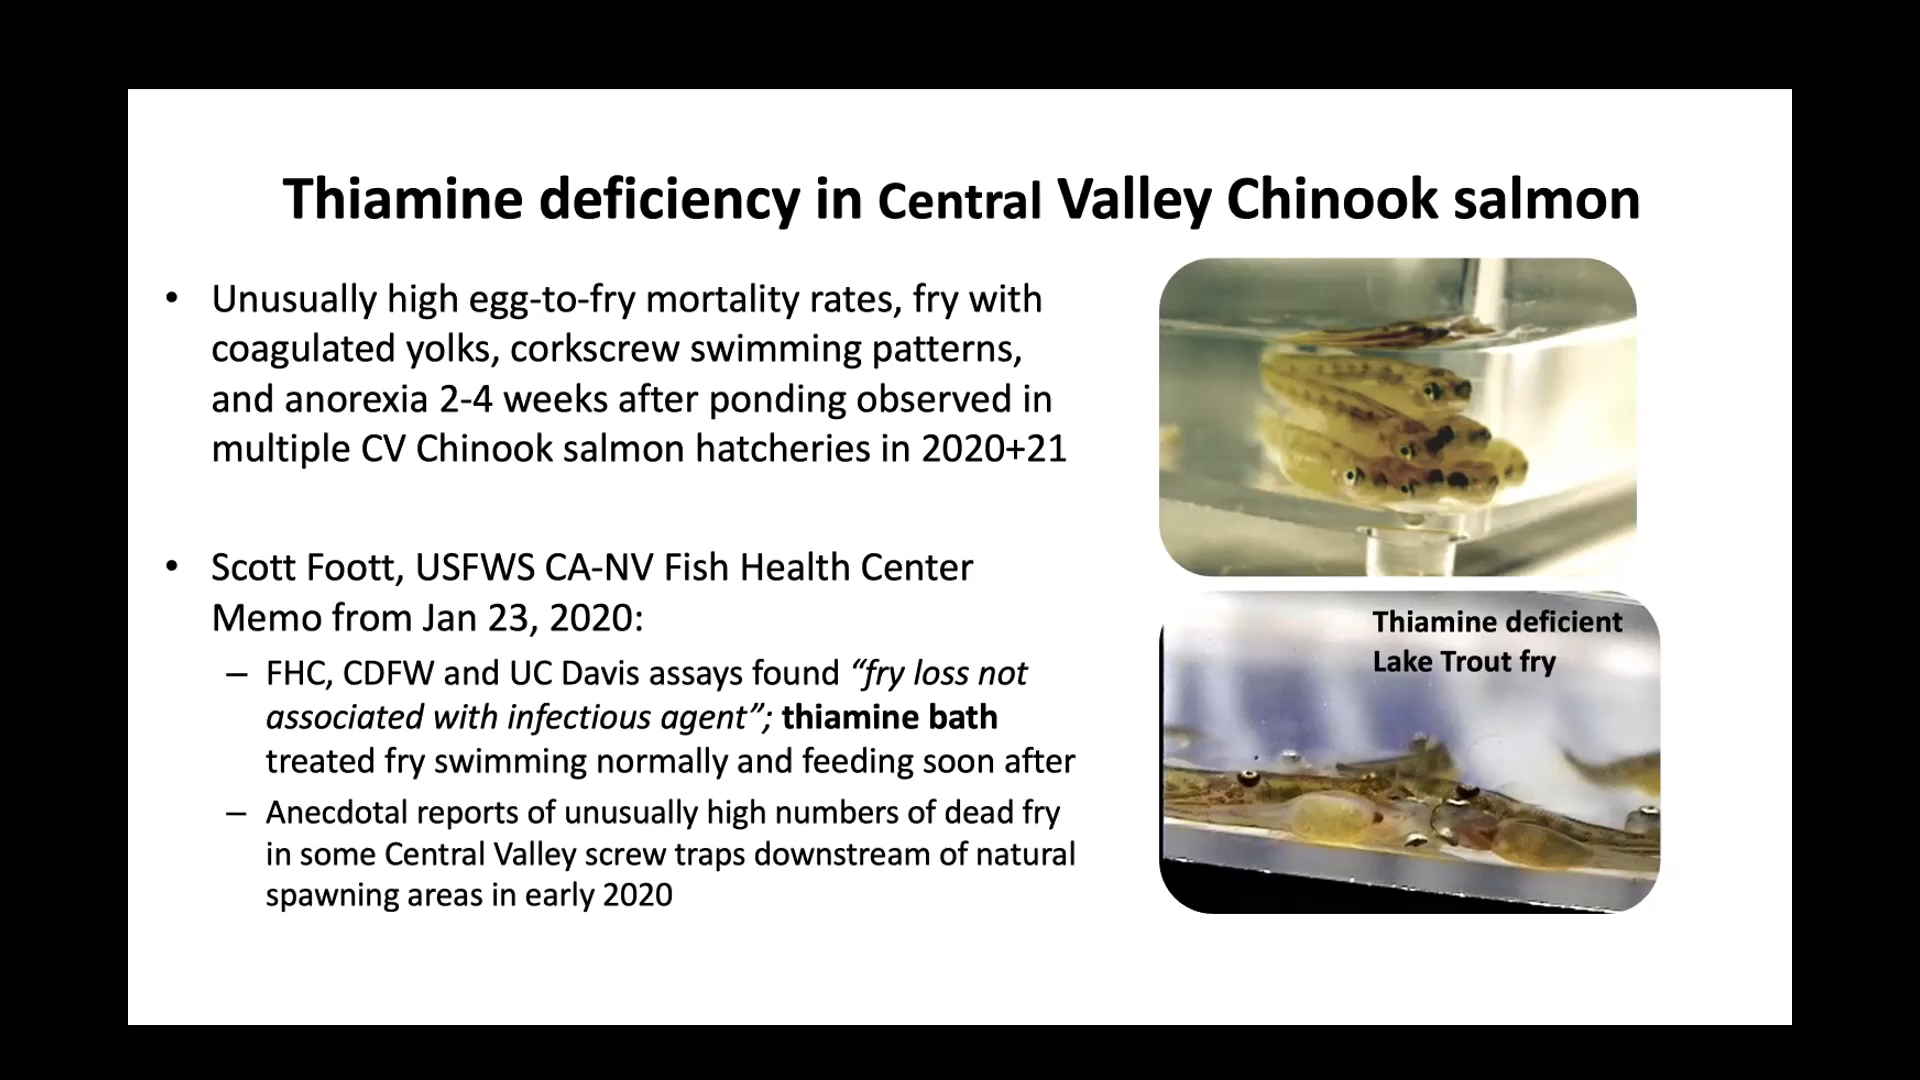 Thiamine deficiency in Central Valley Chinook salmon
• Unusually high egg-to-fry mortality rates, fry with
coagulated yolks, corkscrew swimming patterns,
and anorexia 2-4 weeks after ponding observed in
multiple CV Chinook salmon hatcheries in 2020+21
• Scott Foott, USFWS CA-NV Fish Health Center
Memo from Jan 23, 2020:
– FHC, CDFW and UC Davis assays found “fry loss not
associated with infectious agent”; thiamine bath
treated fry swimming normally and feeding soon after
– Anecdotal reports of unusually high numbers of dead fry
in some Central Valley screw traps downstream of natural
spawning areas in early 2020
Thiamine deficient
Lake Trout fry